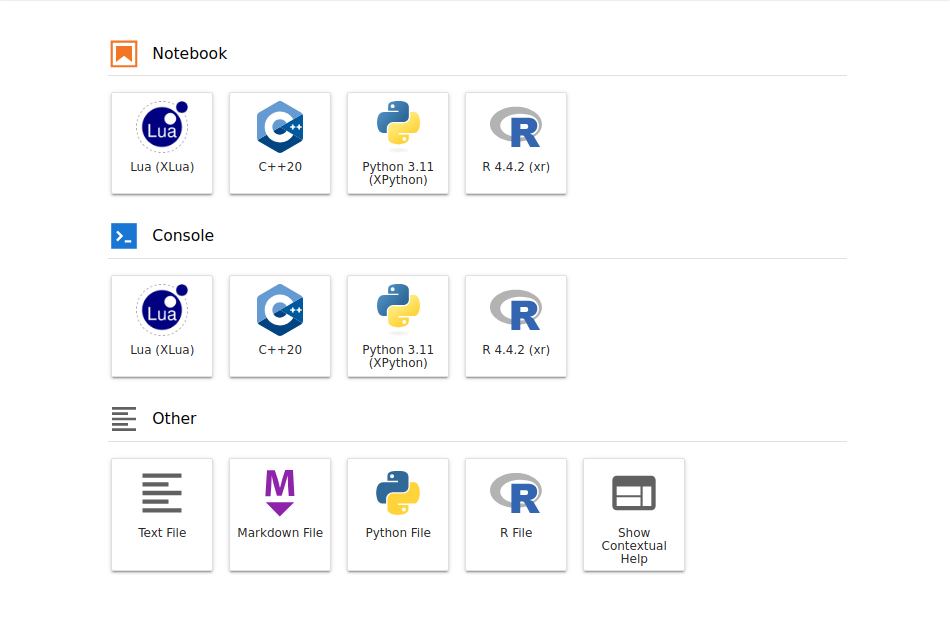 Notebook
Lua
Lua (XLua)
C++
C++20
Python 3.11
(XPython)
R
R 4.4.2 (xr)
Console
Lua
Lua (XLua)
C++
C++20
Python 3.11
(XPython)
R
R 4.4.2 (xr)
Other
Text File
M
Markdown File
Python File
R
R File
Show
Contextual
Help